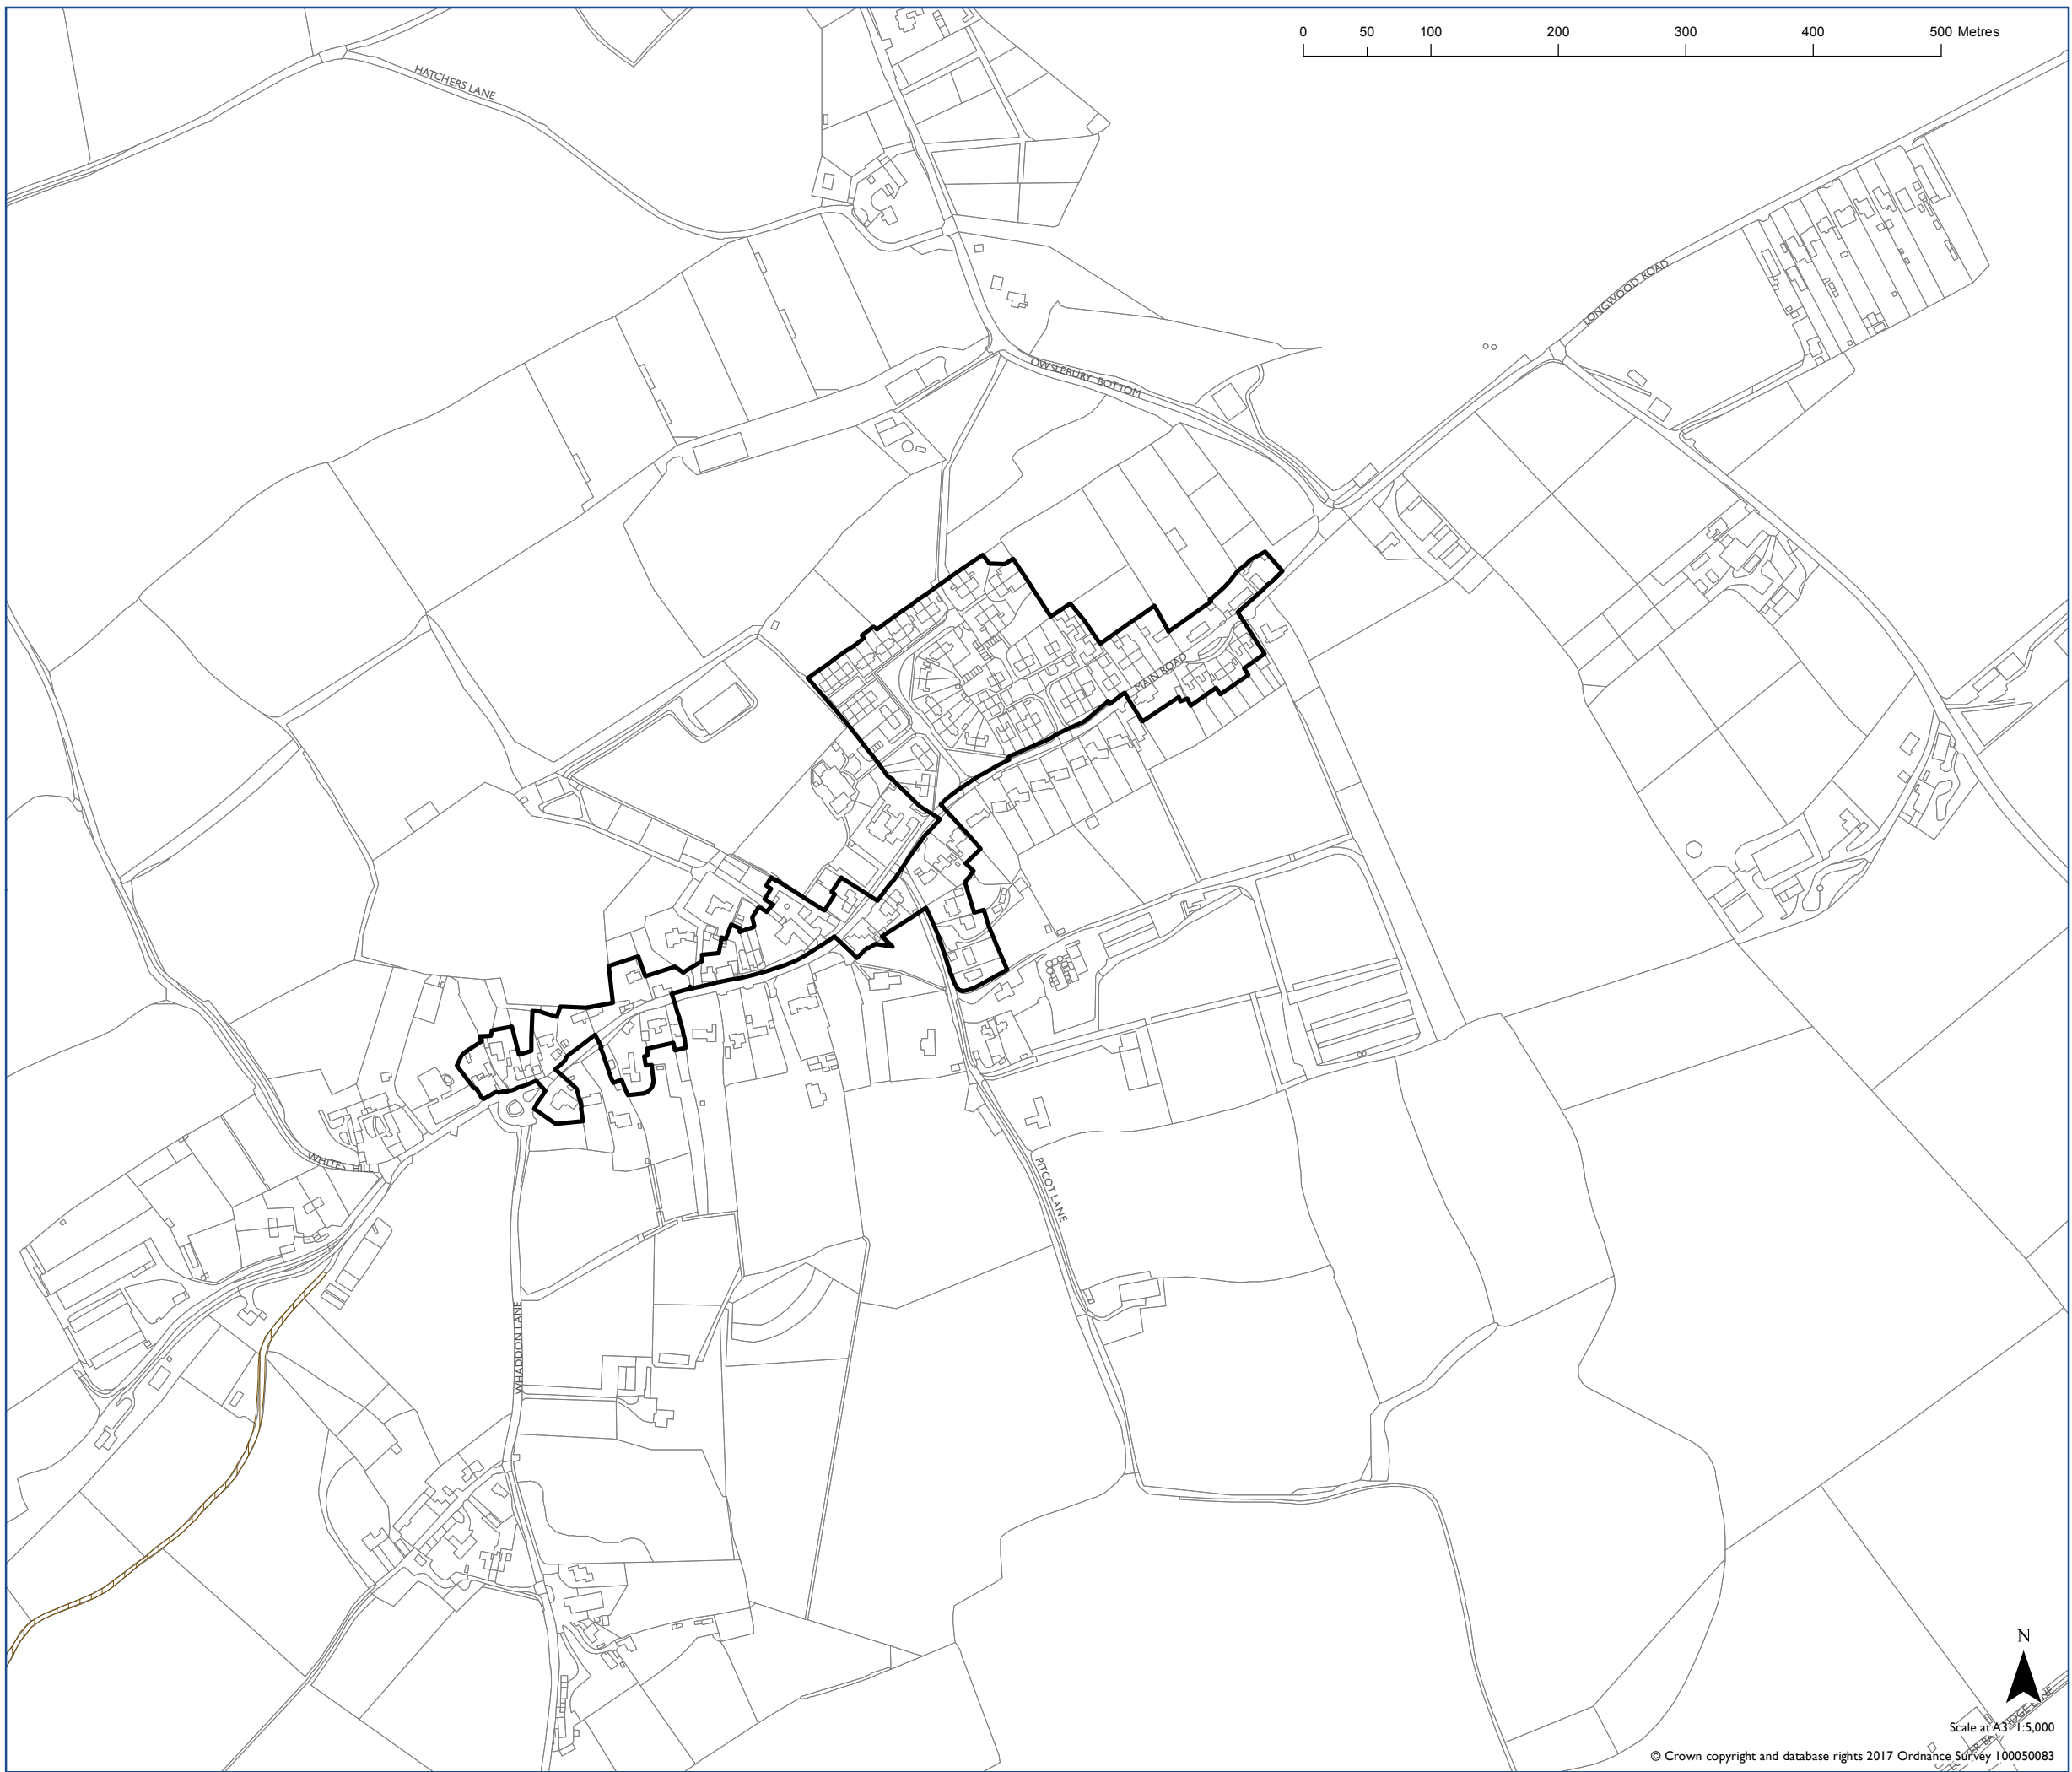 0 50 100 200 300 400 500 Metres
HATCHERS LANE
LONGWOOD ROAD
OWSLEBURY BOTTOM
MAIN ROAD
WHITES HILL
PITCOT LANE
WHADDON LANE
N
Scale at A3 1:5,000
© Crown copyright and database rights 2017 Ordnance Survey 100050083